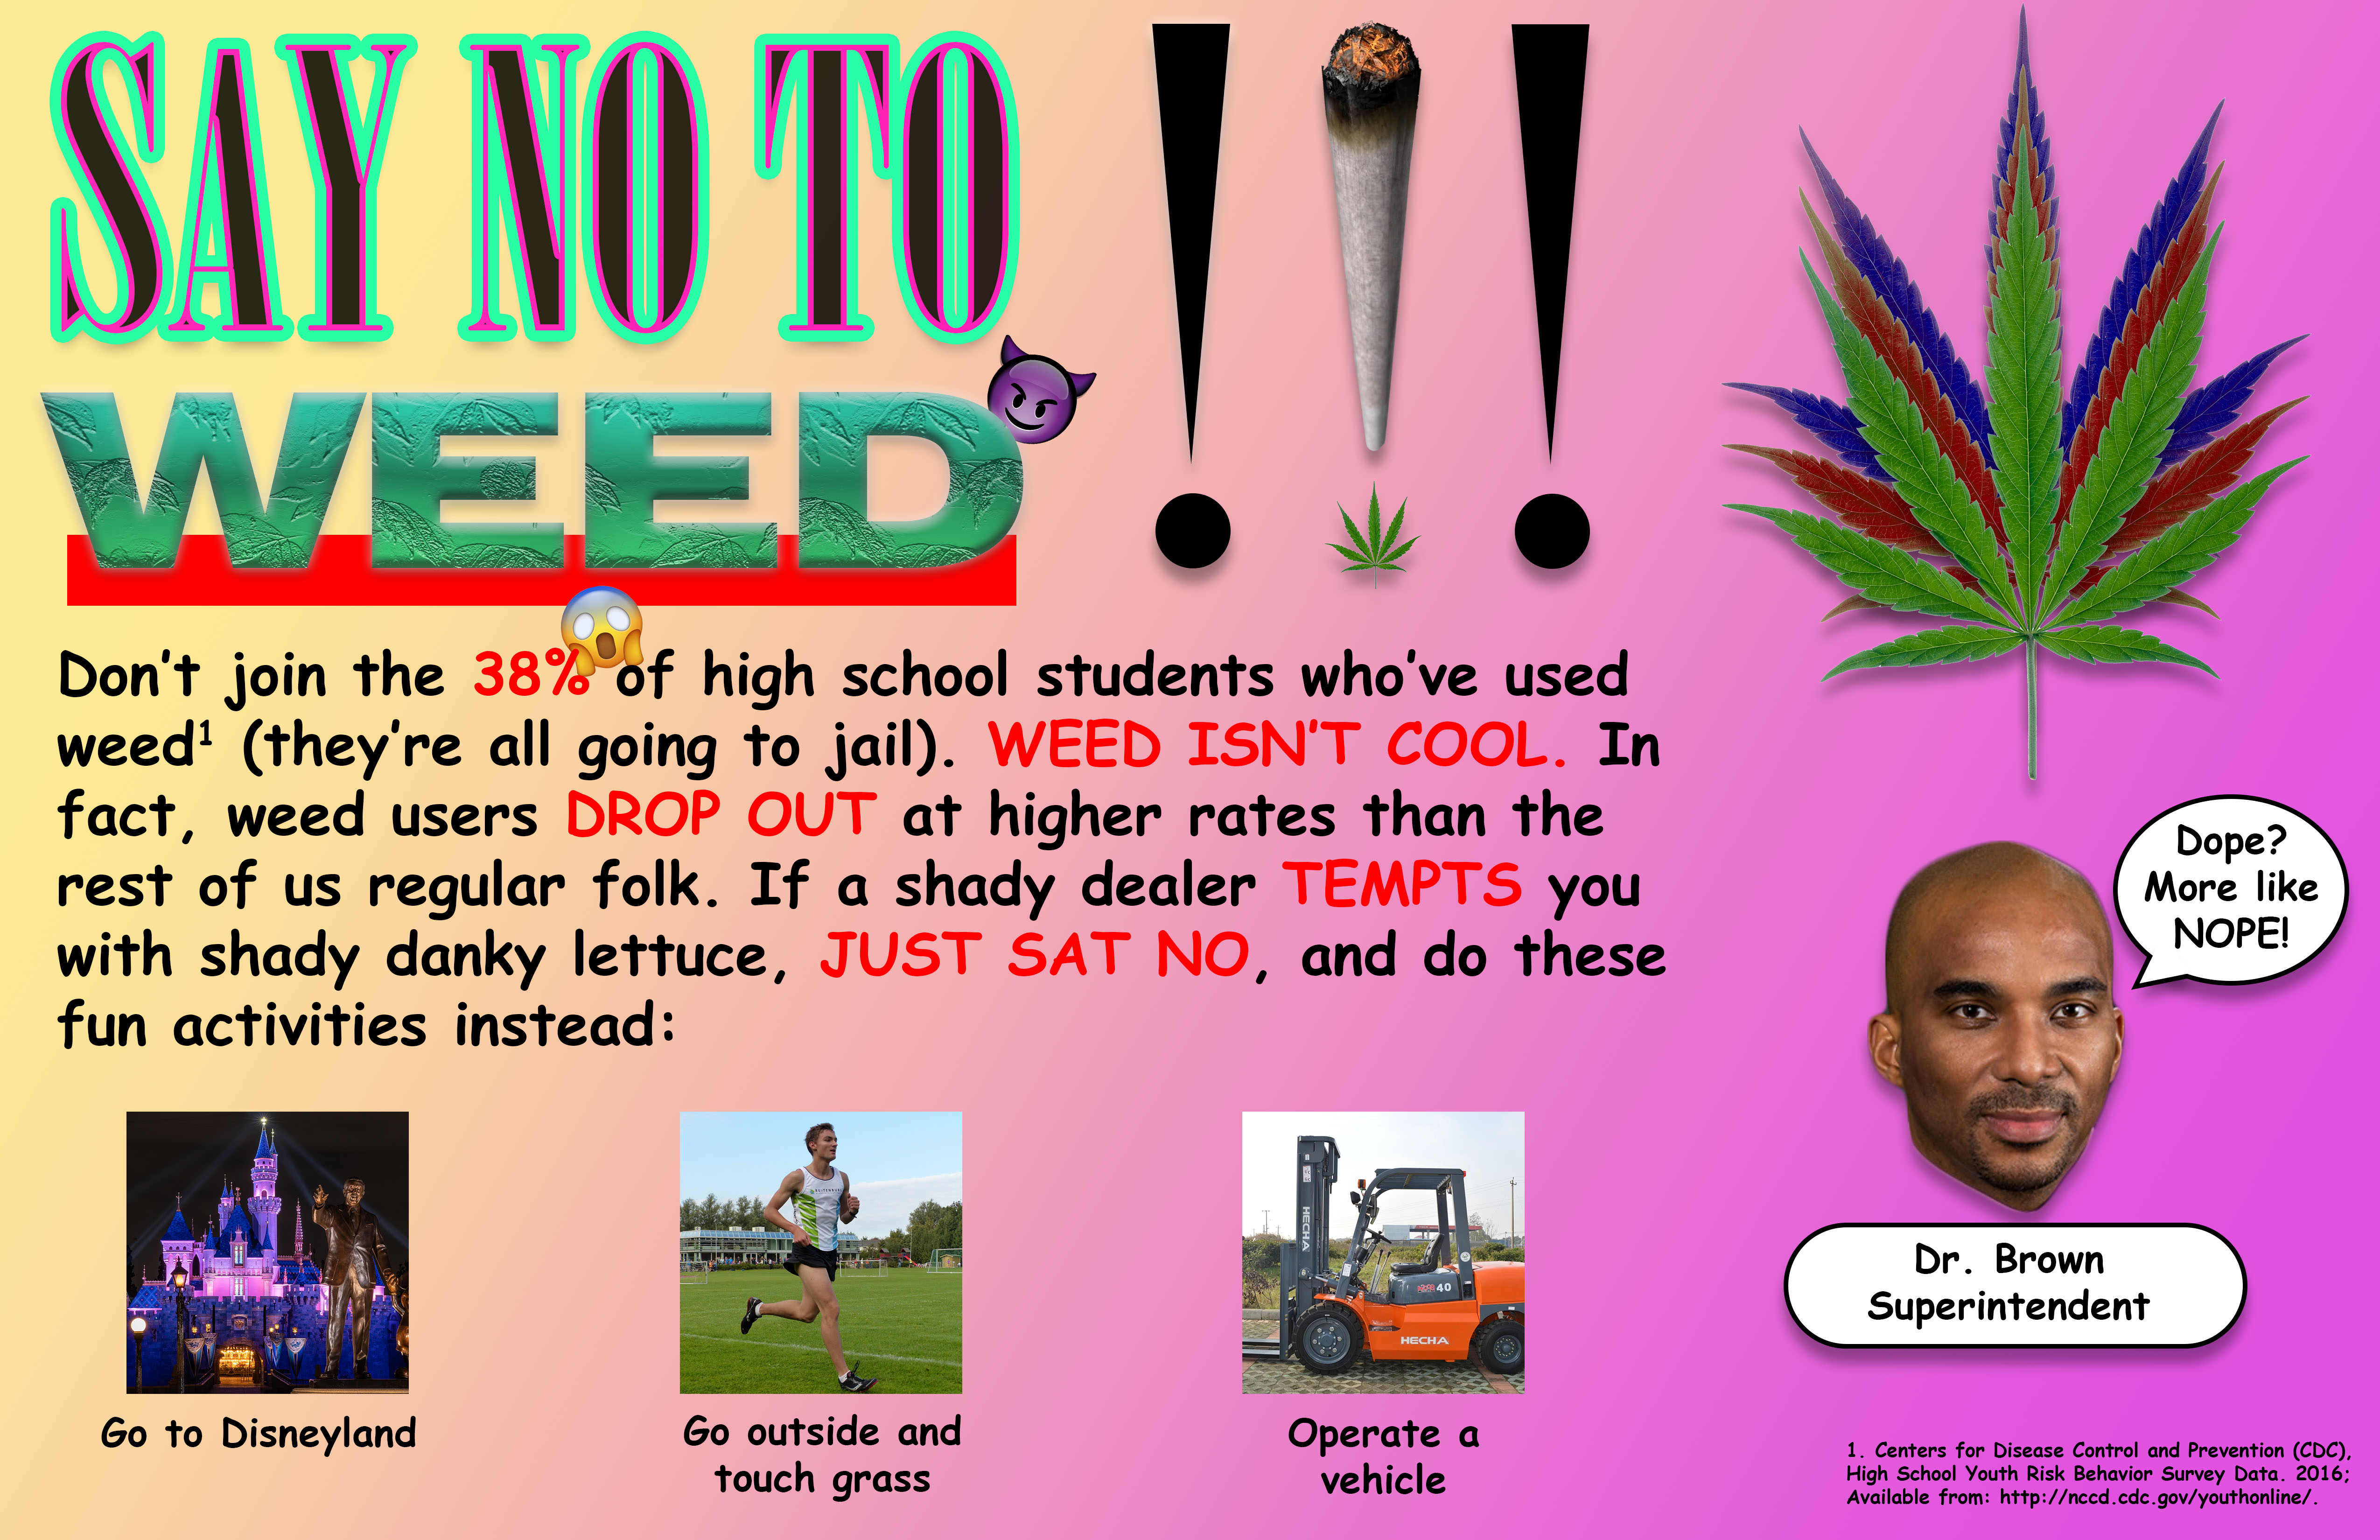 SAY NO TO
WEED
Don't join the 38% of high school students who've used
weed¹ (they're all going to jail). WEED ISN'T COOL. In
fact, weed users DROP OUT at higher rates than the
rest of us regular folk. If a shady dealer TEMPTS you
with shady danky lettuce, JUST SAT NO, and do these
fun activities instead:
Dope?
More like
NOPE!
Dr. Brown
Superintendent
HECHA
40
HECHA
Go to Disneyland
Go outside and
touch grass
Operate a
vehicle
1. Centers for Disease Control and Prevention (CDC),
High School Youth Risk Behavior Survey Data. 2016;
Available from: http://nccd.cdc.gov/youthonline/.